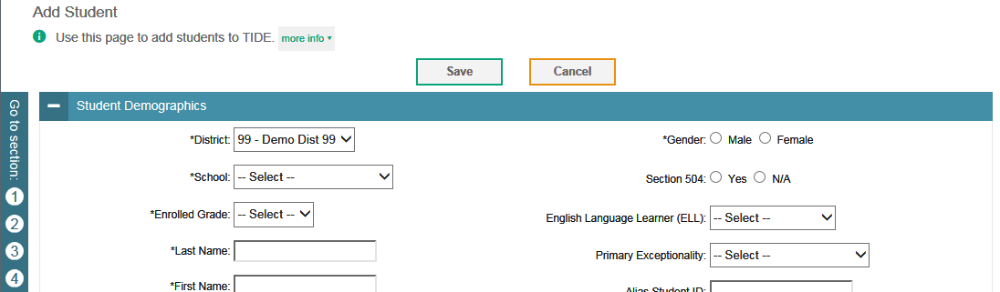 Add Student
Use this page to add students to TIDE. more info
Save
Cancel
Go to section:
1
2
3
4
Student Demographics
*District: 99 - Demo Dist 99
*School: -- Select --
*Enrolled Grade: -- Select --
*Last Name:
*First Name:
*Gender: Male Female
Section 504: Yes N/A
English Language Learner (ELL): -- Select --
Primary Exceptionality: -- Select --
Alias Student ID: